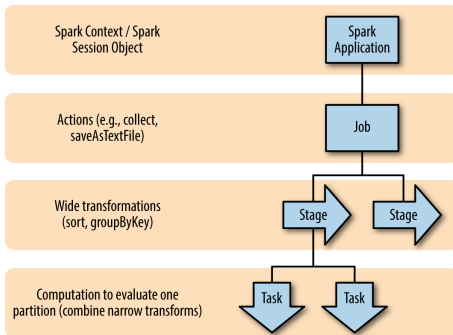 Spark Context / Spark
Session Object
Spark
Application
Actions (e.g., collect,
saveAsTextFile)
Job
Wide transformations
(sort, groupByKey)
Stage
Stage
Computation to evaluate one
partition (combine narrow transforms)
Task
Task